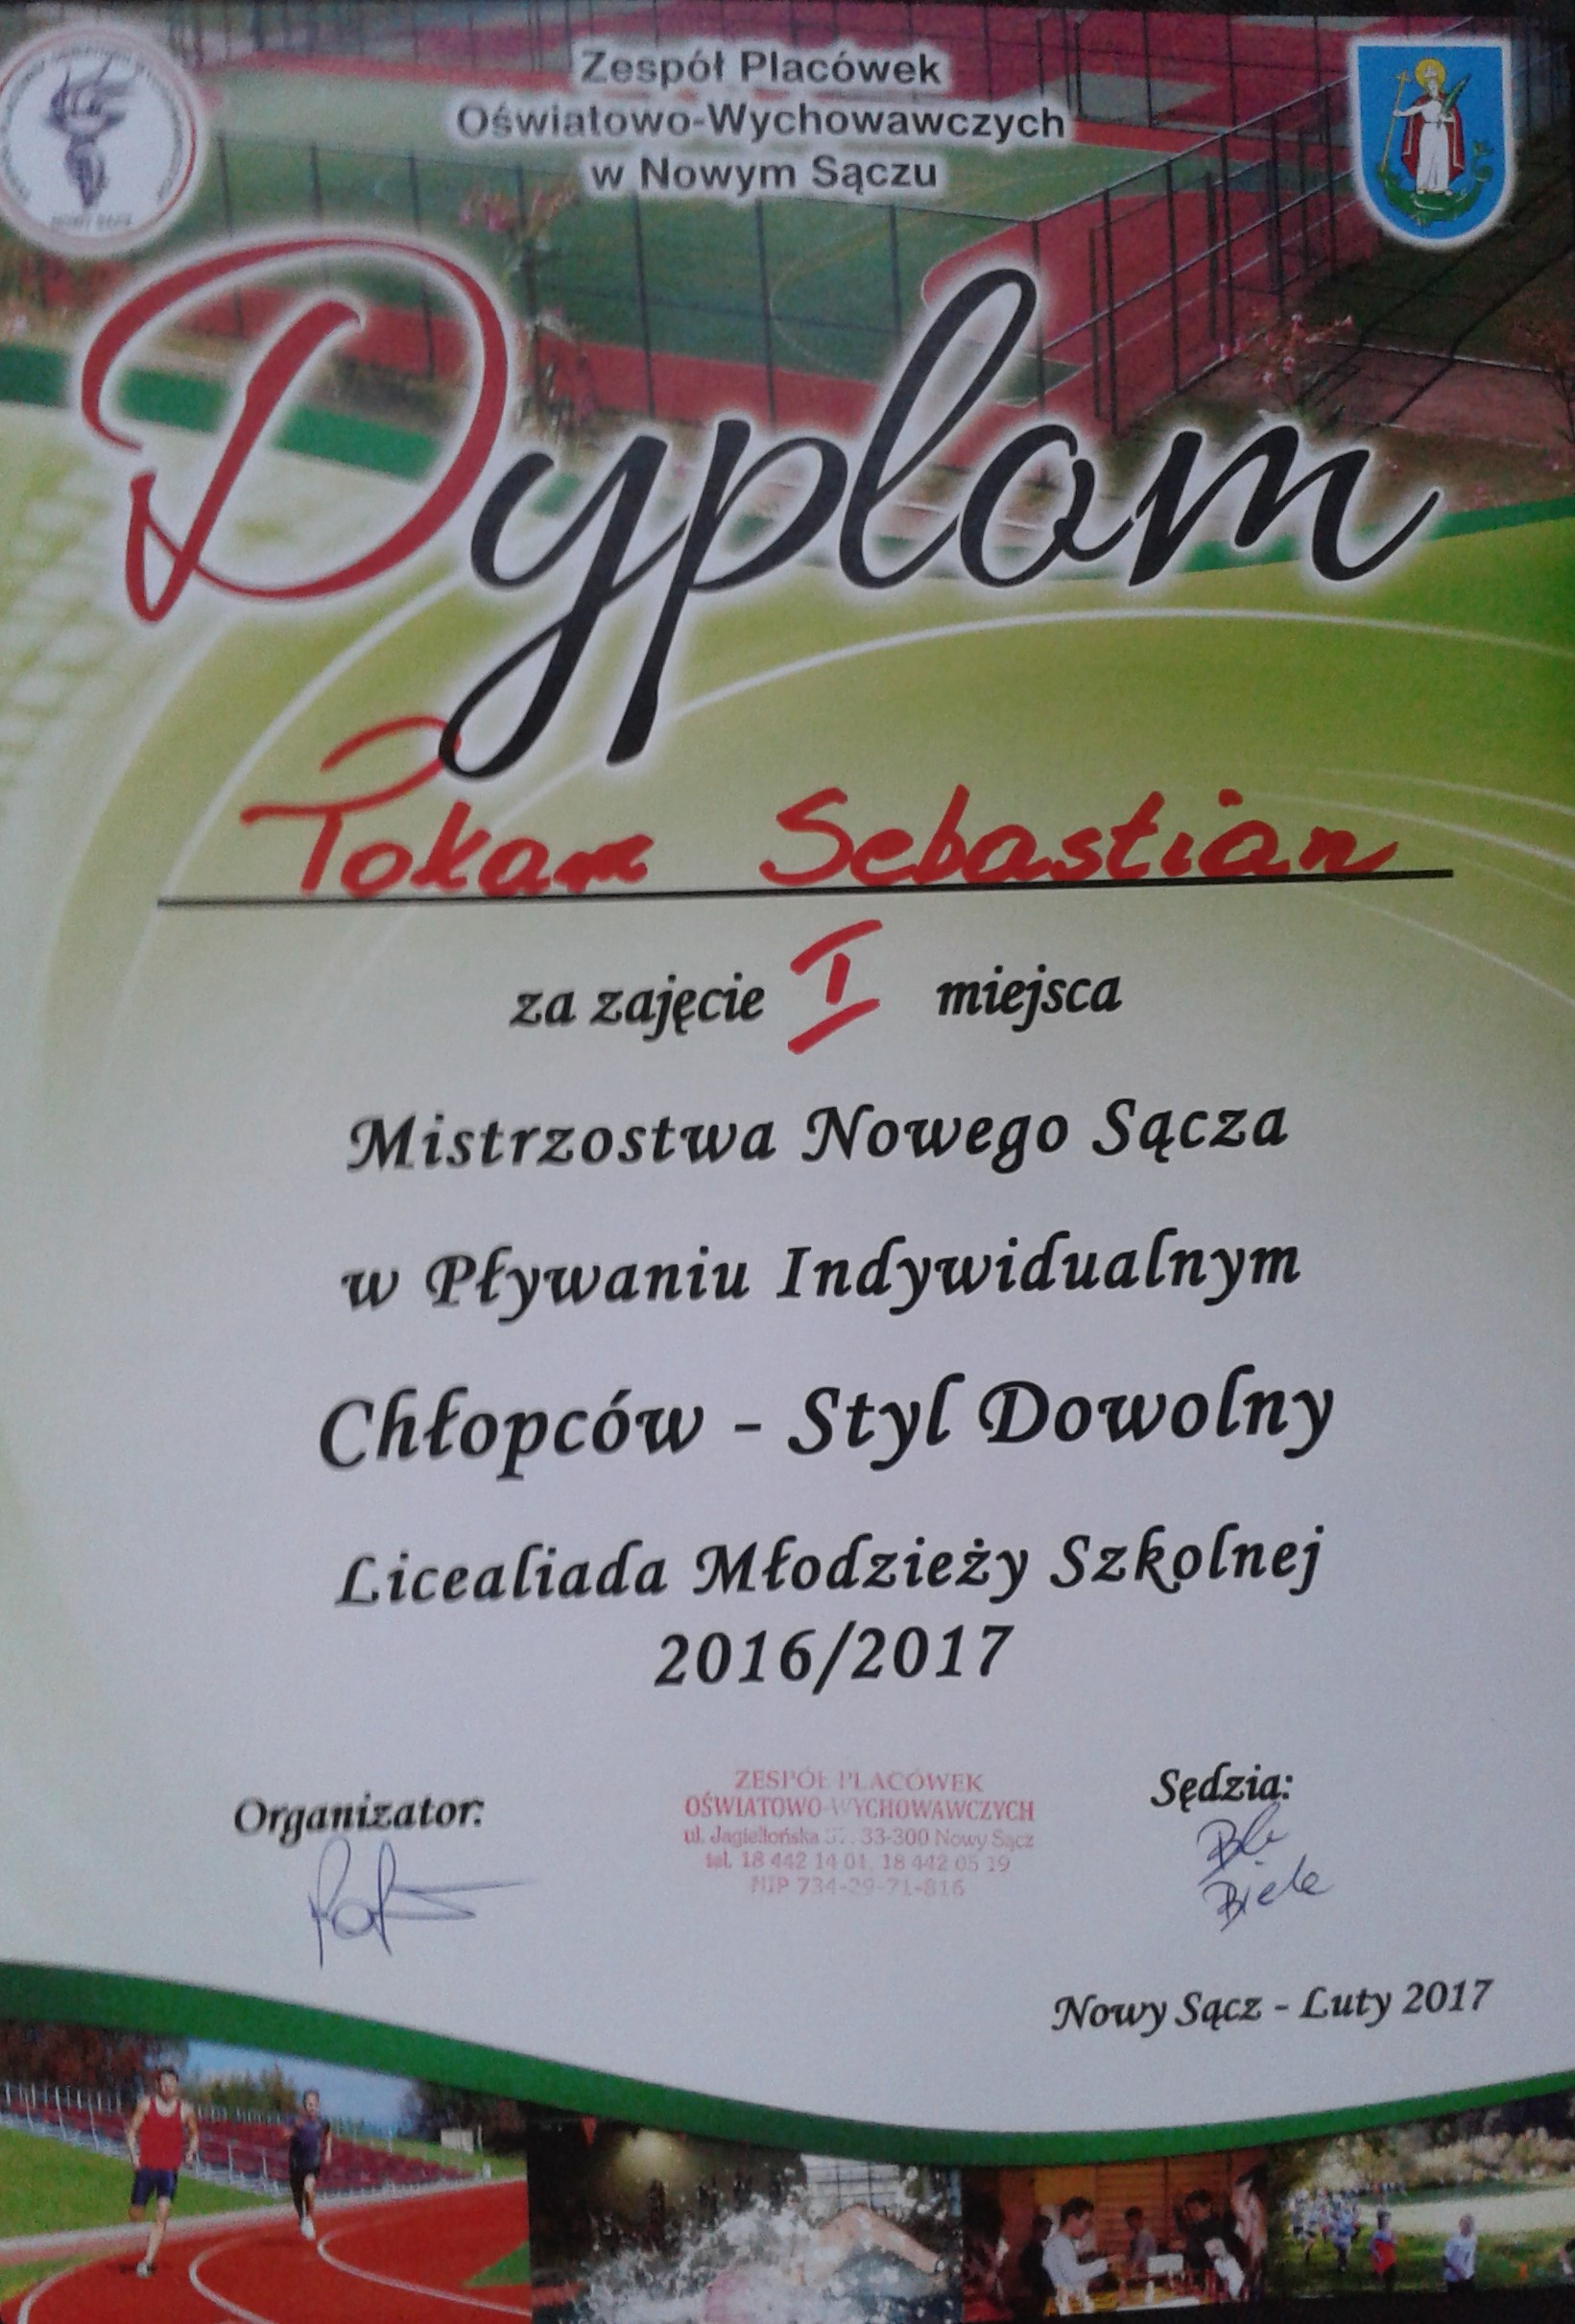 Zespół Placówek
Oświatowo-Wychowawczych
w Nowym Sączu
Dyplom
Tokarz Sebastian
za zajęcie I miejsca
Mistrzostwa Nowego Sącza
w Pływaniu Indywidualnym
Chłopców - Styl Dowolny
Licealiada Młodzieży Szkolnej
2016/2017
Organizator:
ZESPÓŁ PLACÓWEK
OŚWIATOWO-WYCHOWAWCZYCH
ul. Jagiellońska 33-300 Nowy Sącz
tel. 18 442 14 01, 18 442 05 19
NIP 734-29-71-816
Sędzia:
Nowy Sącz - Luty 2017